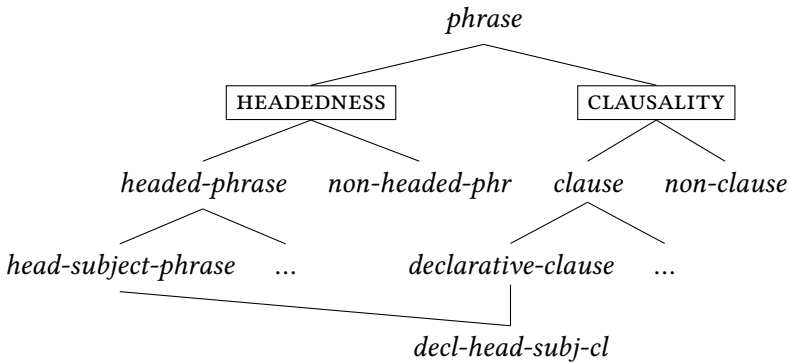 phrase
HEADEDNESS CLAUSALITY
headed-phrase non-headed-phr clause non-clause
head-subject-phrase ... declarative-clause ...
decl-head-subj-cl